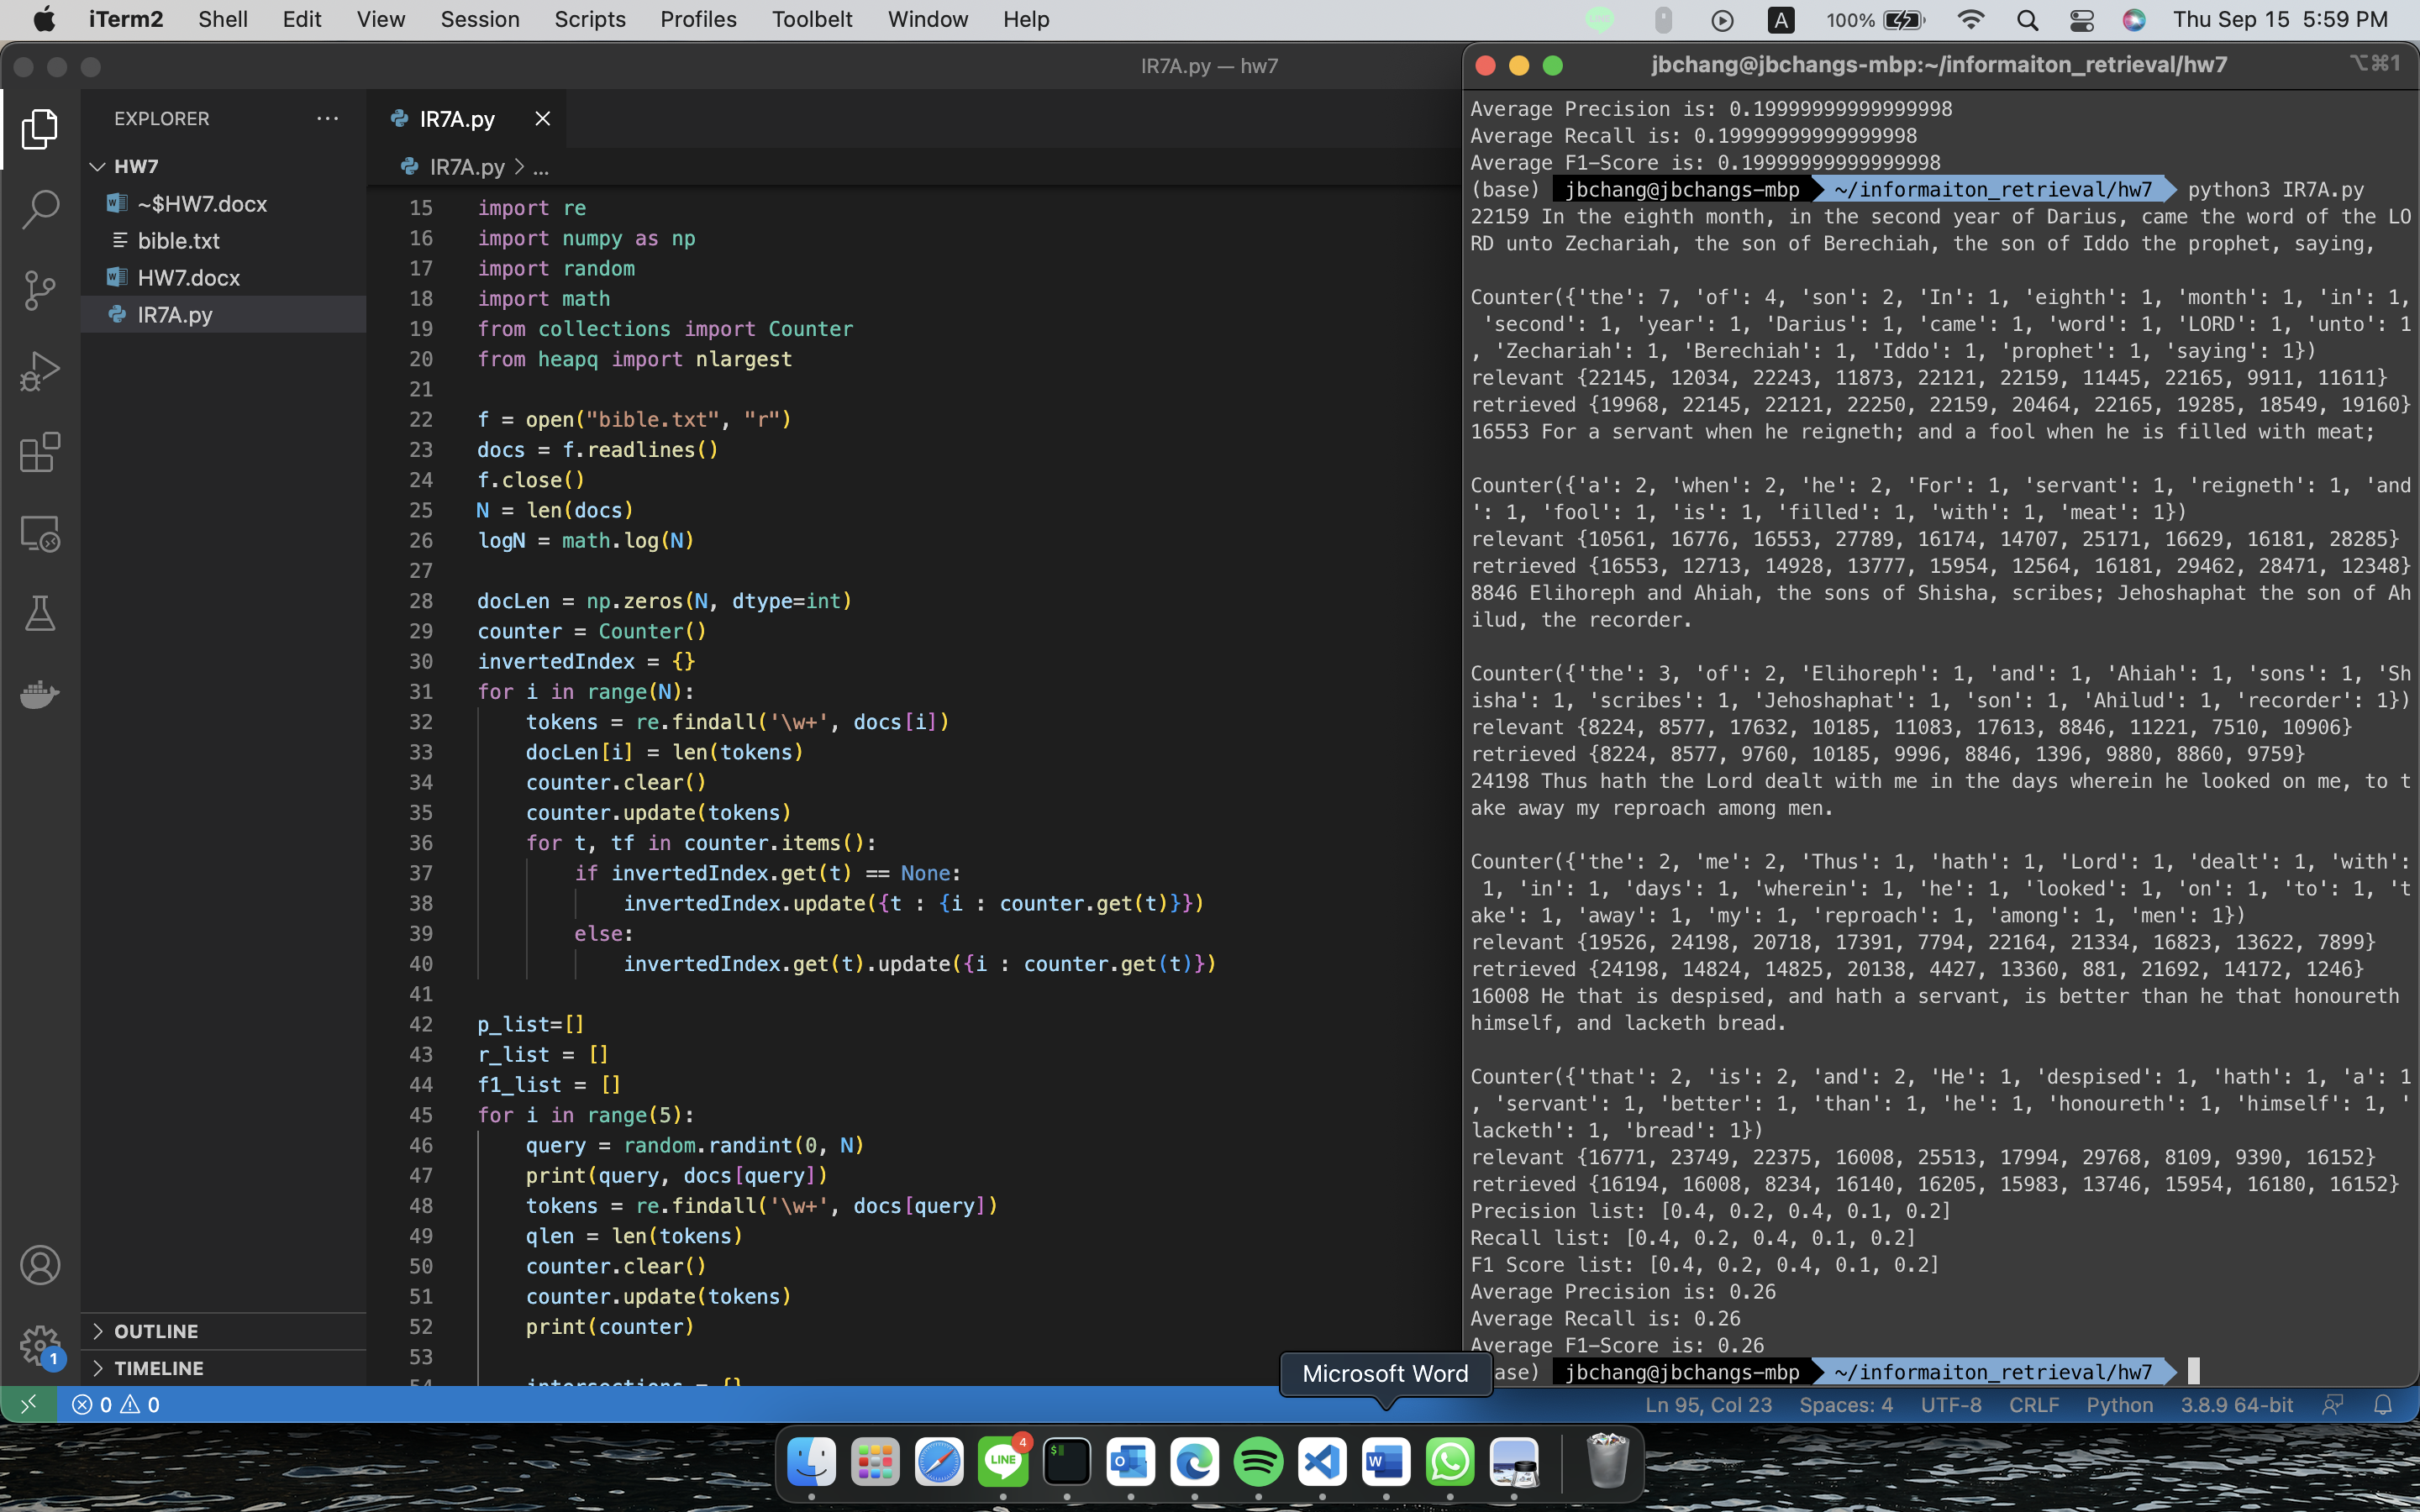 iTerm2 Shell Edit View Session Scripts Profiles Toolbelt Window Help
A 100% Thu Sep 15 5:59 PM
IR7A.py — hw7
EXPLORER
HW7
~$HW7.docx
bible.txt
HW7.docx
IR7A.py
OUTLINE
TIMELINE
1
IR7A.py
IR7A.py > ...
15 import re
16 import numpy as np
17 import random
18 import math
19 from collections import Counter
20 from heapq import nlargest
21
22 f = open("bible.txt", "r")
23 docs = f.readlines()
24 f.close()
25 N = len(docs)
26 logN = math.log(N)
27
28 docLen = np.zeros(N, dtype=int)
29 counter = Counter()
30 invertedIndex = {}
31 for i in range(N):
32 tokens = re.findall('\w+', docs[i])
33 docLen[i] = len(tokens)
34 counter.clear()
35 counter.update(tokens)
36 for t, tf in counter.items():
37 if invertedIndex.get(t) == None:
38 invertedIndex.update({t : {i : counter.get(t)}})
39 else:
40 invertedIndex.get(t).update({i : counter.get(t)})
41
42 p_list=[]
43 r_list = []
44 f1_list = []
45 for i in range(5):
46 query = random.randint(0, N)
47 print(query, docs[query])
48 tokens = re.findall('\w+', docs[query])
49 qlen = len(tokens)
50 counter.clear()
51 counter.update(tokens)
52 print(counter)
53
54 intersections = {}
0 0
Ln 95, Col 23 Spaces: 4 UTF-8 CRLF Python 3.8.9 64-bit
jbchang@jbchangs-mbp:~/informaiton_retrieval/hw7
⌥⌘1
Average Precision is: 0.19999999999999998
Average Recall is: 0.19999999999999998
Average F1-Score is: 0.19999999999999998
(base) jbchang@jbchangs-mbp ~/informaiton_retrieval/hw7 python3 IR7A.py
22159 In the eighth month, in the second year of Darius, came the word of the LO
RD unto Zechariah, the son of Berechiah, the son of Iddo the prophet, saying,
Counter({'the': 7, 'of': 4, 'son': 2, 'In': 1, 'eighth': 1, 'month': 1, 'in': 1,
'second': 1, 'year': 1, 'Darius': 1, 'came': 1, 'word': 1, 'LORD': 1, 'unto': 1
, 'Zechariah': 1, 'Berechiah': 1, 'Iddo': 1, 'prophet': 1, 'saying': 1})
relevant {22145, 12034, 22243, 11873, 22121, 22159, 11445, 22165, 9911, 11611}
retrieved {19968, 22145, 22121, 22250, 22159, 20464, 22165, 19285, 18549, 19160}
16553 For a servant when he reigneth; and a fool when he is filled with meat;
Counter({'a': 2, 'when': 2, 'he': 2, 'For': 1, 'servant': 1, 'reigneth': 1, 'and
': 1, 'fool': 1, 'is': 1, 'filled': 1, 'with': 1, 'meat': 1})
relevant {10561, 16776, 16553, 27789, 16174, 14707, 25171, 16629, 16181, 28285}
retrieved {16553, 12713, 14928, 13777, 15954, 12564, 16181, 29462, 28471, 12348}
8846 Elihoreph and Ahiah, the sons of Shisha, scribes; Jehoshaphat the son of Ah
ilud, the recorder.
Counter({'the': 3, 'of': 2, 'Elihoreph': 1, 'and': 1, 'Ahiah': 1, 'sons': 1, 'Sh
isha': 1, 'scribes': 1, 'Jehoshaphat': 1, 'son': 1, 'Ahilud': 1, 'recorder': 1})
relevant {8224, 8577, 17632, 10185, 11083, 17613, 8846, 11221, 7510, 10906}
retrieved {8224, 8577, 9760, 10185, 9996, 8846, 1396, 9880, 8860, 9759}
24198 Thus hath the Lord dealt with me in the days wherein he looked on me, to t
ake away my reproach among men.
Counter({'the': 2, 'me': 2, 'Thus': 1, 'hath': 1, 'Lord': 1, 'dealt': 1, 'with':
1, 'in': 1, 'days': 1, 'wherein': 1, 'he': 1, 'looked': 1, 'on': 1, 'to': 1, 't
ake': 1, 'away': 1, 'my': 1, 'reproach': 1, 'among': 1, 'men': 1})
relevant {19526, 24198, 20718, 17391, 7794, 22164, 21334, 16823, 13622, 7899}
retrieved {24198, 14824, 14825, 20138, 4427, 13360, 881, 21692, 14172, 1246}
16008 He that is despised, and hath a servant, is better than he that honoureth
himself, and lacketh bread.
Counter({'that': 2, 'is': 2, 'and': 2, 'He': 1, 'despised': 1, 'hath': 1, 'a': 1
, 'servant': 1, 'better': 1, 'than': 1, 'he': 1, 'honoureth': 1, 'himself': 1, '
lacketh': 1, 'bread': 1})
relevant {16771, 23749, 22375, 16008, 25513, 17994, 29768, 8109, 9390, 16152}
retrieved {16194, 16008, 8234, 16140, 16205, 15983, 13746, 15954, 16180, 16152}
Precision list: [0.4, 0.2, 0.4, 0.1, 0.2]
Recall list: [0.4, 0.2, 0.4, 0.1, 0.2]
F1 Score list: [0.4, 0.2, 0.4, 0.1, 0.2]
Average Precision is: 0.26
Average Recall is: 0.26
Average F1-Score is: 0.26
ase) jbchang@jbchangs-mbp ~/informaiton_retrieval/hw7
Microsoft Word
LINE
4